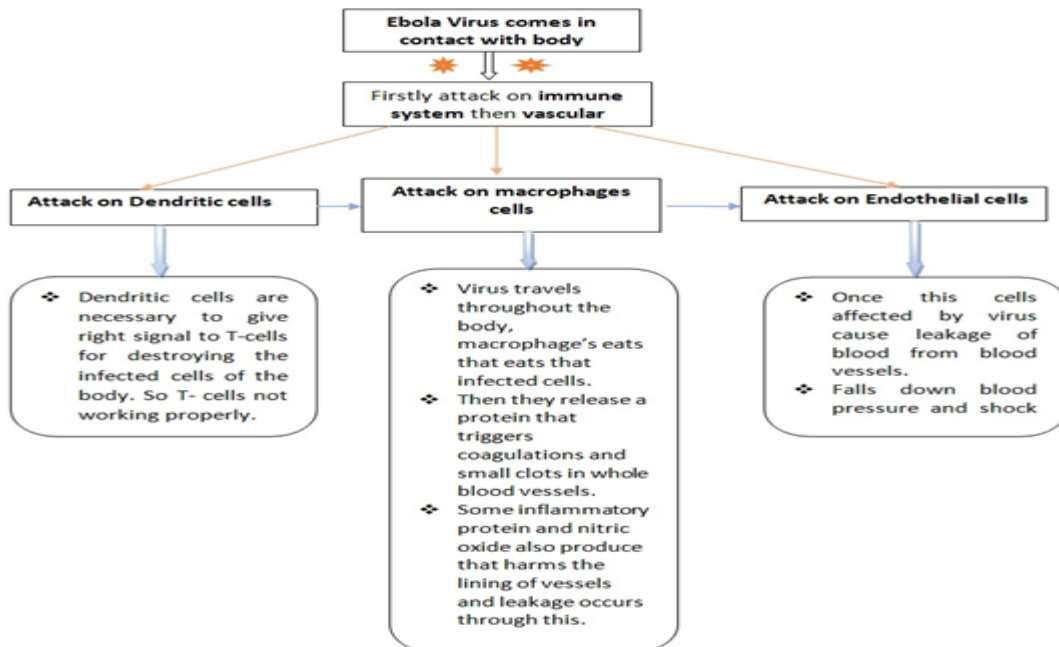 Ebola Virus comes in
contact with body
Firstly attack on immune
system then vascular
Attack on Dendritic cells
Attack on macrophages
cells
Attack on Endothelial cells
❖ Dendritic cells are
necessary to give
right signal to T-cells
for destroying the
infected cells of the
body. So T- cells not
working properly.
❖ Virus travels
throughout the
body,
macrophage’s eats
that eats that
infected cells.
❖ Then they release a
protein that
triggers
coagulations and
small clots in whole
blood vessels.
❖ Some inflammatory
protein and nitric
oxide also produce
that harms the
lining of vessels
and leakage occurs
through this.
❖ Once this cells
affected by virus
cause leakage of
blood from blood
vessels.
❖ Falls down blood
pressure and shock